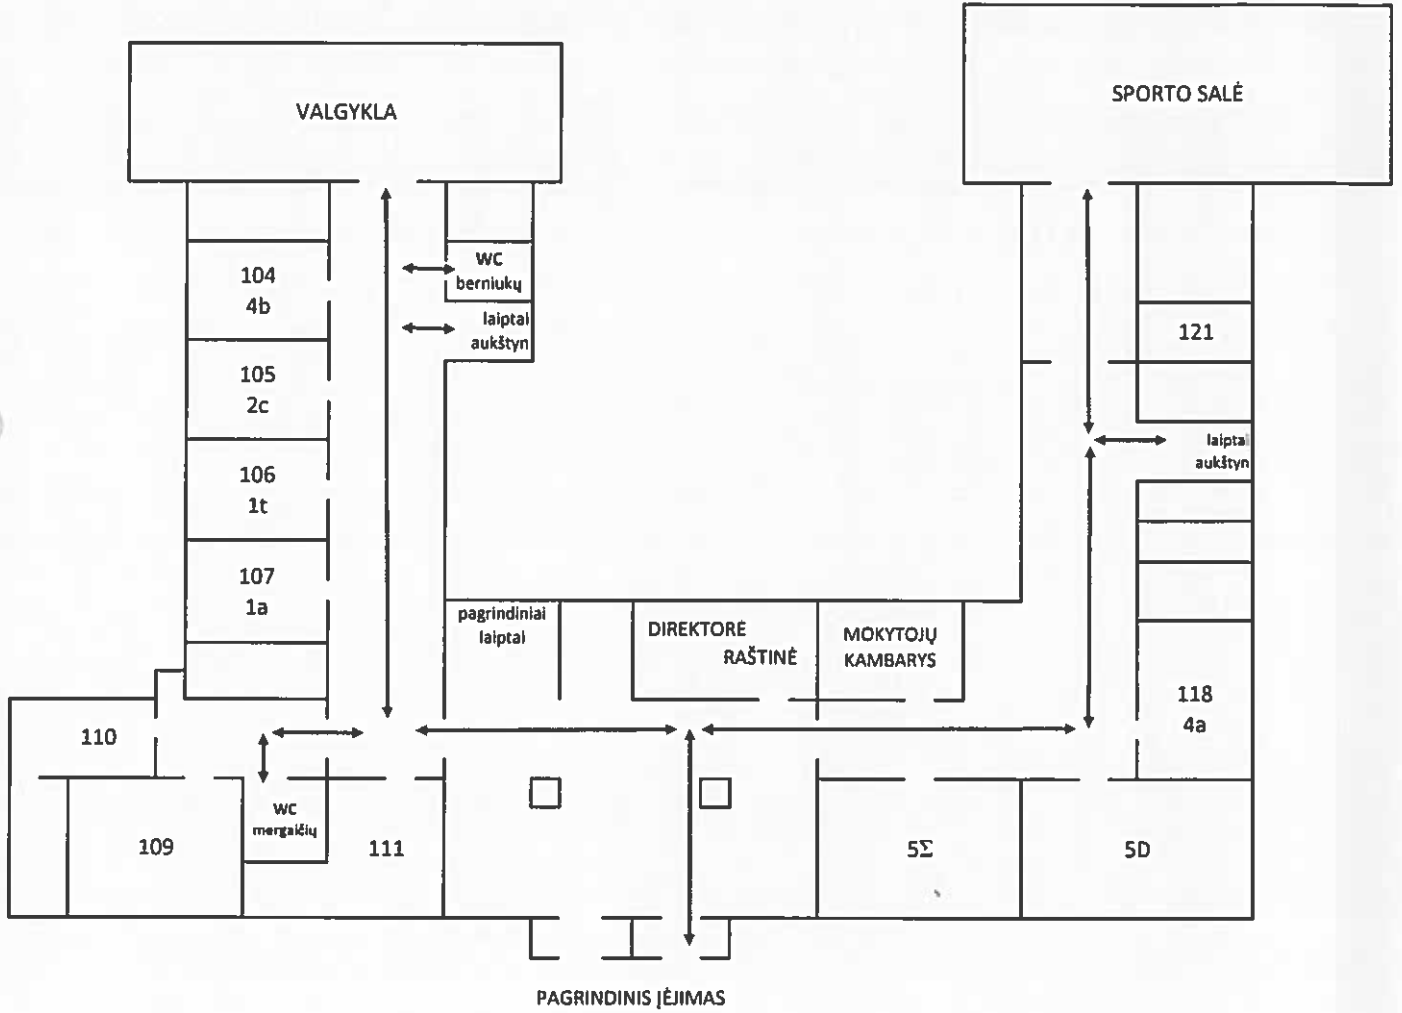 VALGYKLA
SPORTO SALĖ
104
4b
WC
berniukų
laiptai
aukštyn
105
2c
106
1t
107
1a
121
laiptai
aukštyn
pagrindiniai
laiptai
DIREKTORĖ
RAŠTINĖ
MOKYTOJŲ
KAMBARYS
118
4a
110
109
WC
mergaičių
111
5Σ
5D
PAGRINDINIS ĮĖJIMAS